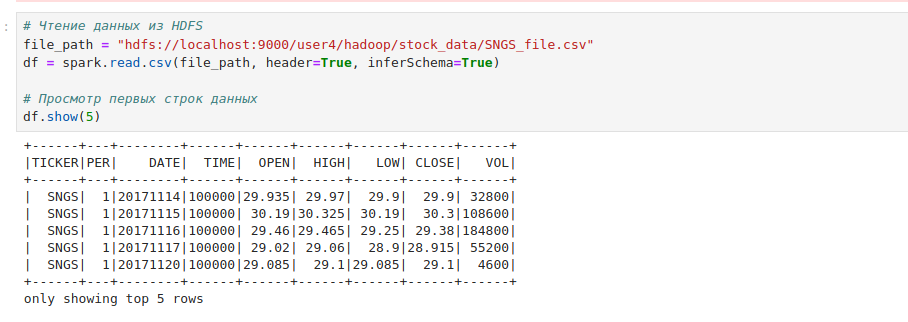 :
# Чтение данных из HDFS
file_path = "hdfs://localhost:9000/user4/hadoop/stock_data/SNGS_file.csv"
df = spark.read.csv(file_path, header=True, inferSchema=True)
# Просмотр первых строк данных
df.show(5)
+------+---+--------+------+------+------+------+------+------+
|TICKER|PER|    DATE|  TIME|  OPEN|  HIGH|   LOW| CLOSE|   VOL|
+------+---+--------+------+------+------+------+------+------+
|  SNGS|  1|20171114|100000|29.935| 29.97|  29.9|  29.9| 32800|
|  SNGS|  1|20171115|100000| 30.19|30.325| 30.19|  30.3|108600|
|  SNGS|  1|20171116|100000| 29.46|29.465| 29.25| 29.38|184800|
|  SNGS|  1|20171117|100000| 29.02| 29.06|  28.9|28.915| 55200|
|  SNGS|  1|20171120|100000|29.085|  29.1|29.085|  29.1|  4600|
+------+---+--------+------+------+------+------+------+------+
only showing top 5 rows